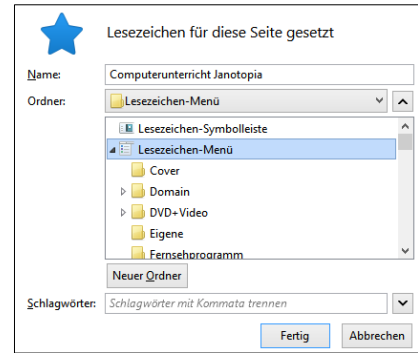 Lesezeichen für diese Seite gesetzt
Name: Computerunterricht Janotopia
Ordner: Lesezeichen-Menü
Lesezeichen-Symbolleiste
Lesezeichen-Menü
Cover
Domain
DVD+Video
Eigene
Fernsehprogramm
Neuer Ordner
Schlagwörter: Schlagwörter mit Kommata trennen
Fertig Abbrechen